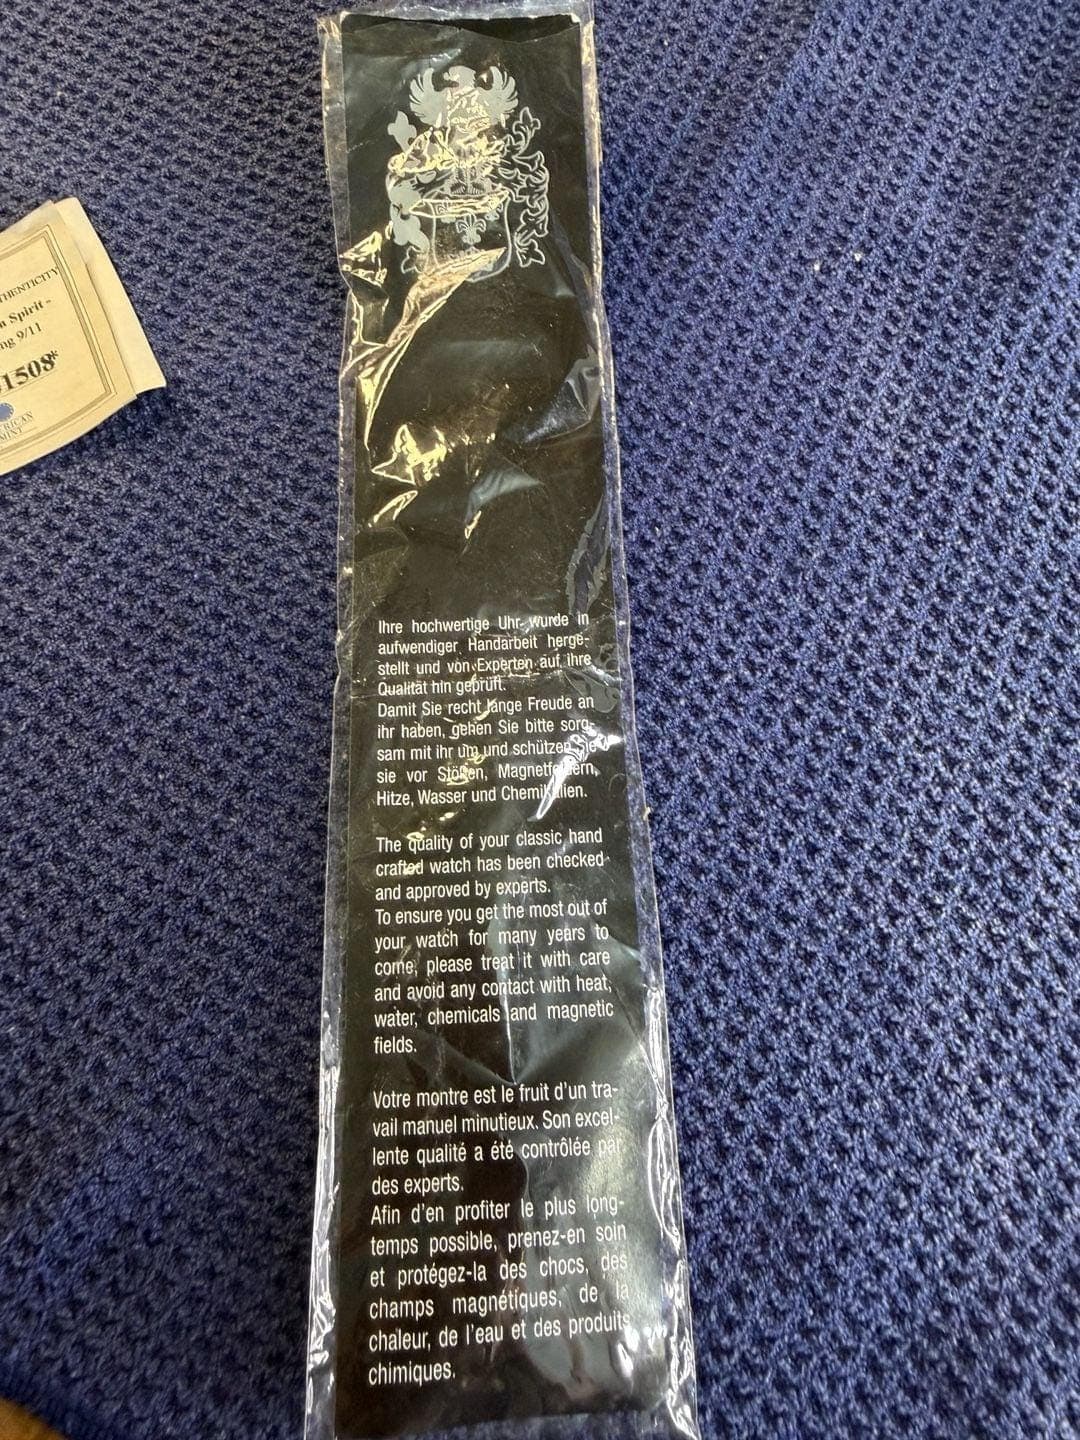 THENTICITY
n Spirit -
ng 9/11
1508*
RICAN
MINT
Ihre hochwertige Uhr wurde in
aufwendiger Handarbeit herge-
stellt und von Experten auf ihre
Qualität hin geprüft.
Damit Sie recht lange Freude an
ihr haben, gehen Sie bitte sorg-
sam mit ihr um und schützen Sie
sie vor Stößen, Magnetfeldern,
Hitze, Wasser und Chemikalien.
The quality of your classic hand
crafted watch has been checked
and approved by experts.
To ensure you get the most out of
your watch for many years to
come, please treat it with care
and avoid any contact with heat,
water, chemicals and magnetic
fields.
Votre montre est le fruit d'un tra-
vail manuel minutieux. Son excel-
lente qualité a été contrôlée par
des experts.
Afin d'en profiter le plus long-
temps possible, prenez-en soin
et protégez-la des chocs, des
champs magnétiques, de la
chaleur, de l'eau et des produits
chimiques.